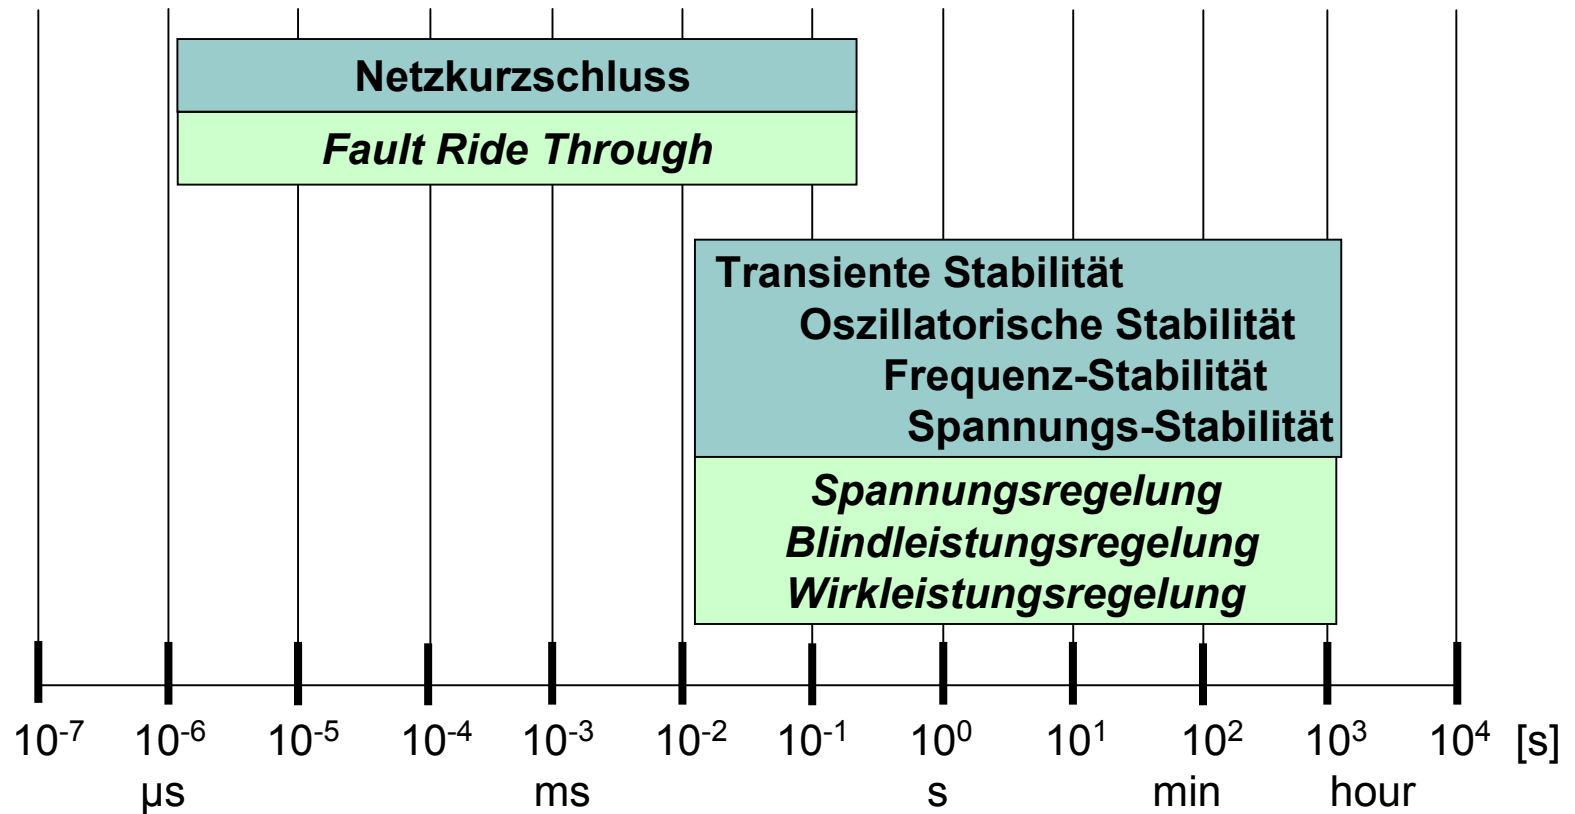 Netzkurzschluss
Fault Ride Through
Transiente Stabilität
Oszillatorische Stabilität
Frequenz-Stabilität
Spannungs-Stabilität
Spannungsregelung
Blindleistungsregelung
Wirkleistungsregelung
10⁻⁷ 10⁻⁶ 10⁻⁵ 10⁻⁴ 10⁻³ 10⁻² 10⁻¹ 10⁰ 10¹ 10² 10³ 10⁴ [s]
µs ms s min hour